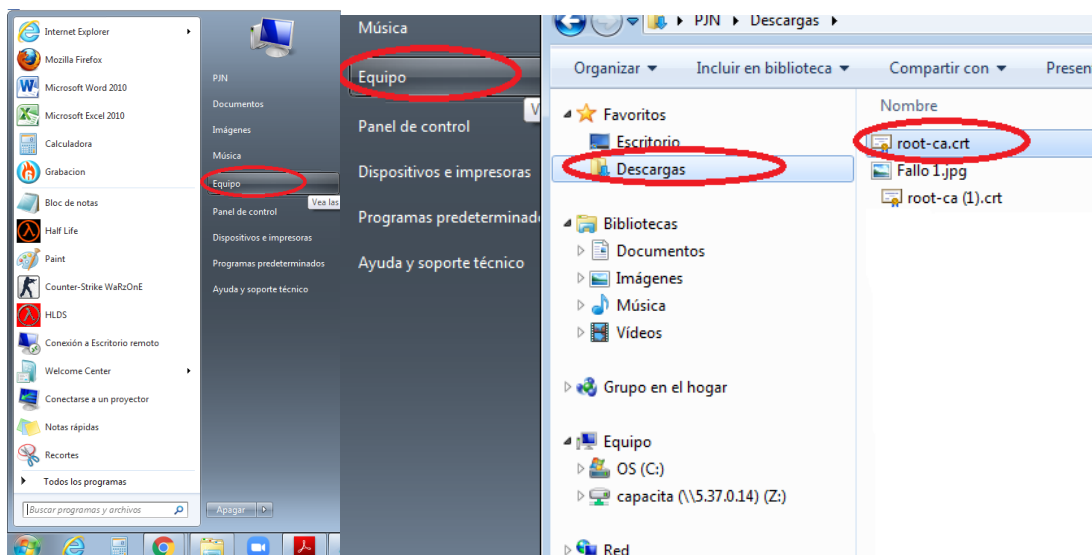 Internet Explorer
Mozilla Firefox
Microsoft Word 2010
Microsoft Excel 2010
Calculadora
Grabacion
Bloc de notas
Half Life
Paint
Counter-Strike WaRzOnE
HLDS
Conexión a Escritorio remoto
Welcome Center
Conectarse a un proyector
Notas rápidas
Recortes
Todos los programas
Buscar programas y archivos
PJN
Documentos
Imágenes
Música
Equipo
Vea las
Panel de control
Dispositivos e impresoras
Programas predeterminados
Ayuda y soporte técnico
Apagar
Música
Equipo
V
Panel de control
Dispositivos e impresoras
Programas predeterminad
Ayuda y soporte técnico
PJN Descargas
Organizar Incluir en biblioteca Compartir con Presen
Favoritos
Escritorio
Descargas
Bibliotecas
Documentos
Imágenes
Música
Vídeos
Grupo en el hogar
Equipo
OS (C:)
capacita (\\5.37.0.14) (Z:)
Red
Nombre
root-ca.crt
Fallo 1.jpg
root-ca (1).crt